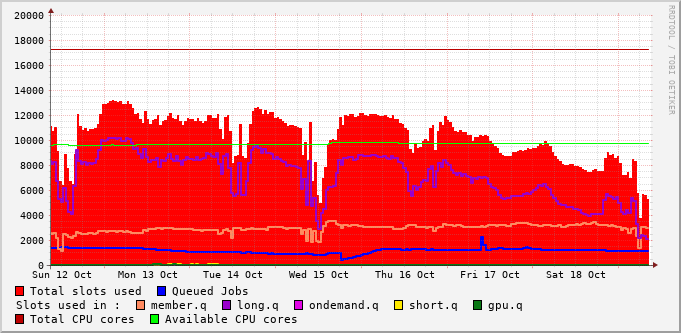 20000
18000
16000
14000
12000
10000
8000
6000
4000
2000
0
Sun 12 Oct Mon 13 Oct Tue 14 Oct Wed 15 Oct Thu 16 Oct Fri 17 Oct Sat 18 Oct
RRDTOOL / TOBI OETIKER
Total slots used Queued Jobs
Slots used in : member.q long.q ondemand.q short.q gpu.q
Total CPU cores Available CPU cores